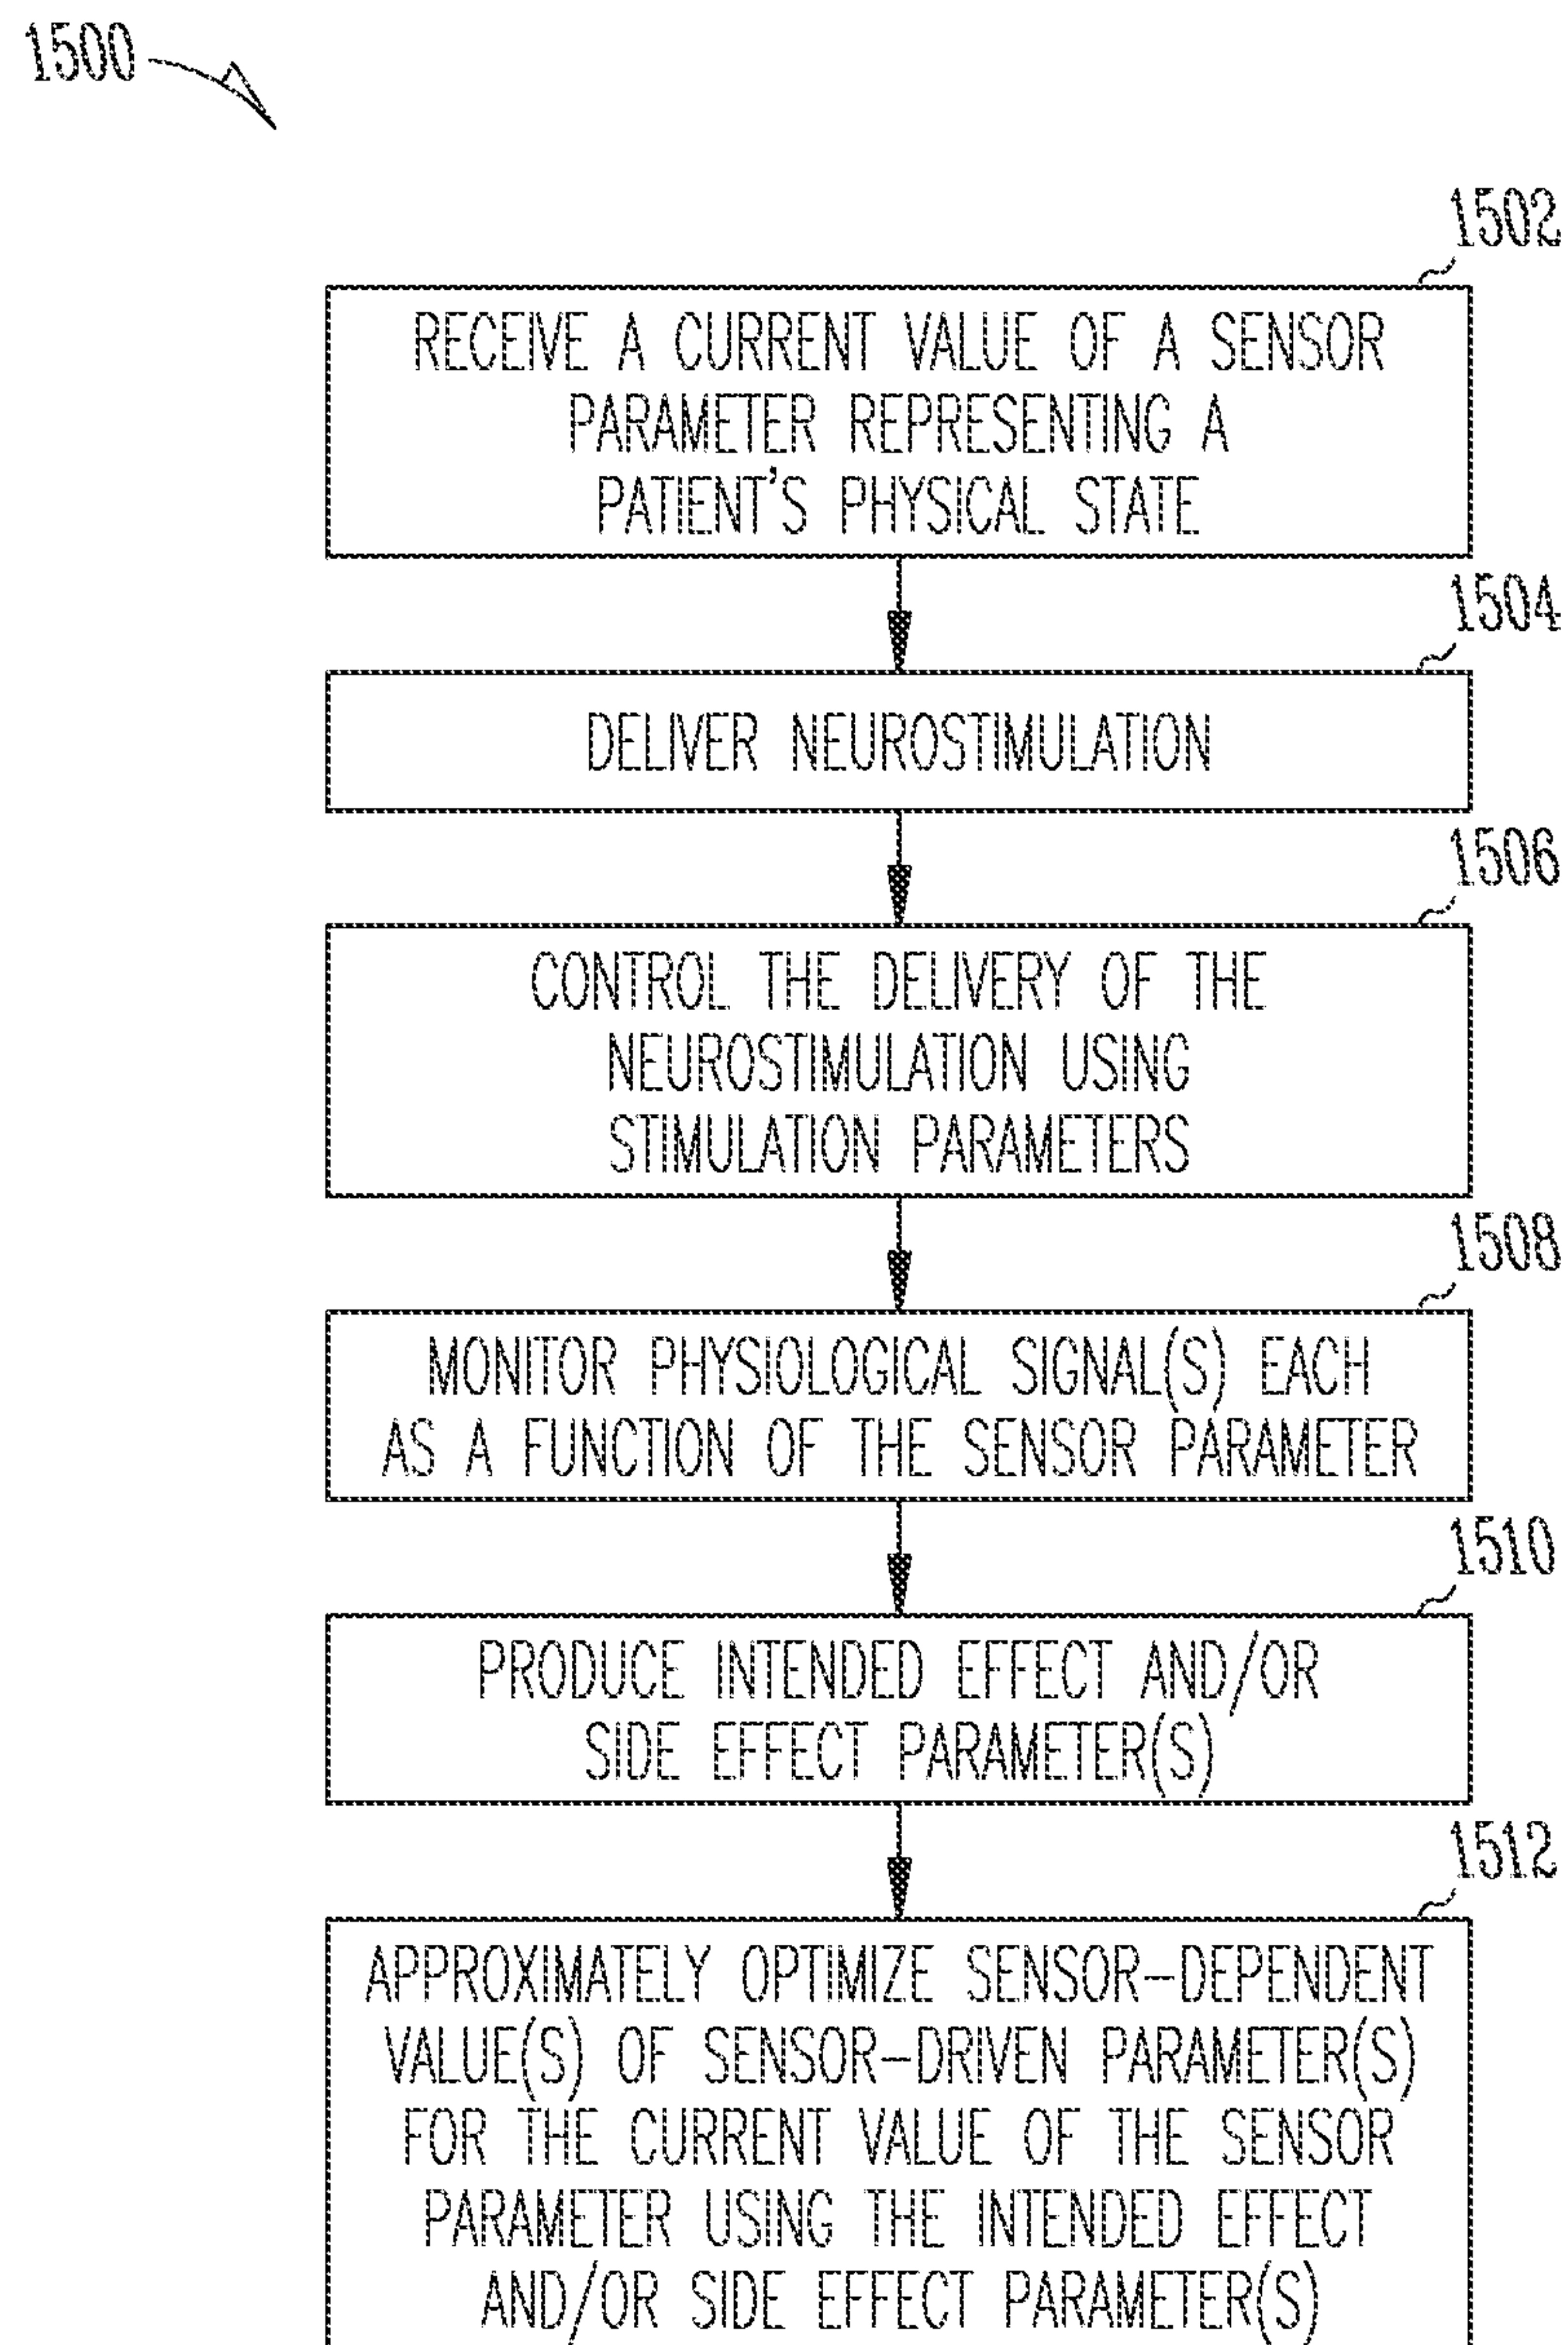 1500
1502
RECEIVE A CURRENT VALUE OF A SENSOR
PARAMETER REPRESENTING A
PATIENT'S PHYSICAL STATE
1504
DELIVER NEUROSTIMULATION
1506
CONTROL THE DELIVERY OF THE
NEUROSTIMULATION USING
STIMULATION PARAMETERS
1508
MONITOR PHYSIOLOGICAL SIGNAL(S) EACH
AS A FUNCTION OF THE SENSOR PARAMETER
1510
PRODUCE INTENDED EFFECT AND/OR
SIDE EFFECT PARAMETER(S)
1512
APPROXIMATELY OPTIMIZE SENSOR-DEPENDENT
VALUE(S) OF SENSOR-DRIVEN PARAMETER(S)
FOR THE CURRENT VALUE OF THE SENSOR
PARAMETER USING THE INTENDED EFFECT
AND/OR SIDE EFFECT PARAMETER(S)